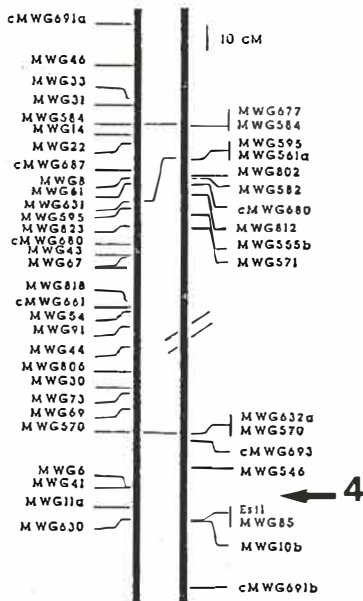 cMWG691a
MWG46
MWG33
MWG31
MWG584
MWG14
MWG22
cMWG687
MWG8
MWG61
MWG631
MWG595
MWG823
cMWG680
MWG43
MWG67
MWG818
cMWG661
MWG54
MWG91
MWG44
MWG806
MWG30
MWG73
MWG69
MWG570
MWG6
MWG41
MWG11a
MWG630
10 cM
MWG677
MWG584
MWG595
MWG561a
MWG802
MWG582
cMWG680
MWG812
MWG555b
MWG571
MWG632a
MWG570
cMWG693
MWG546
4
Est1
MWG85
MWG10b
cMWG691b